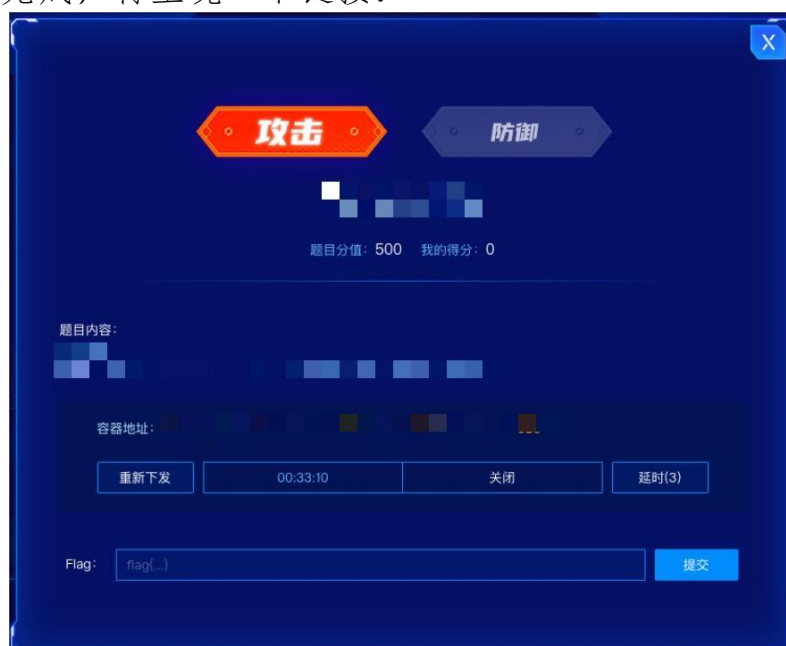 X
攻击 防御
题目分值：500 我的得分：0
题目内容：
容器地址：
重新下发 00:33:10 关闭 延时(3)
Flag： flag{...} 提交